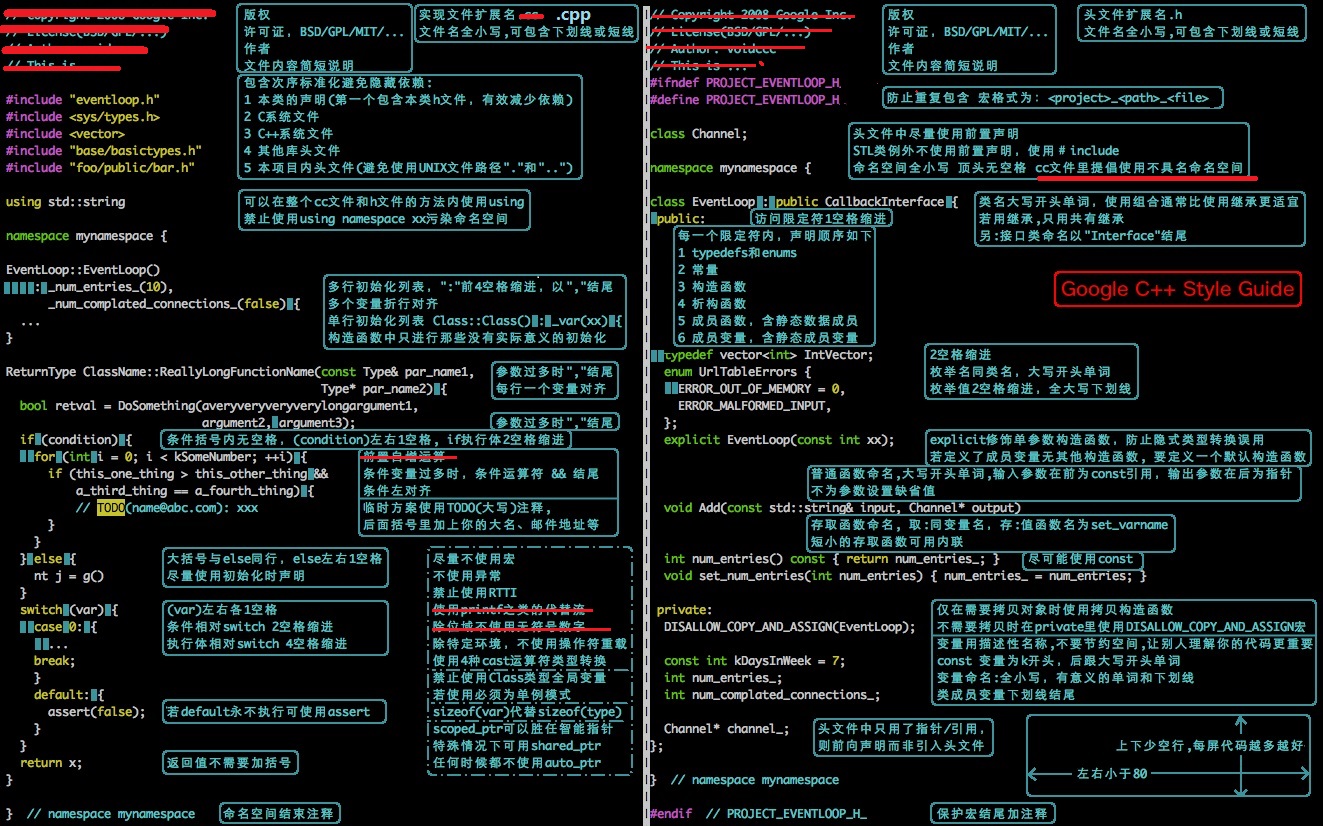 // Copyright 2008 Google Inc.
// License(BSD/GPL/...)
// This is
版权
许可证，BSD/GPL/MIT/...
作者
文件内容简短说明
实现文件扩展名 .cpp
文件名全小写,可包含下划线或短线
#include "eventloop.h"
#include <sys/types.h>
#include <vector>
#include "base/basictypes.h"
#include "foo/public/bar.h"
包含次序标准化避免隐藏依赖:
1 本类的声明(第一个包含本类h文件，有效减少依赖)
2 C系统文件
3 C++系统文件
4 其他库头文件
5 本项目内头文件(避免使用UNIX文件路径"."和"..")
using std::string
可以在整个cc文件和h文件的方法内使用using
禁止使用using namespace xx污染命名空间
namespace mynamespace {
EventLoop::EventLoop()
: _num_entries_(10),
_num_complated_connections_(false) {
...
}
多行初始化列表，":"前4空格缩进，以","结尾
多个变量折行对齐
单行初始化列表 Class::Class() : _var(xx) {
构造函数中只进行那些没有实际意义的初始化
ReturnType ClassName::ReallyLongFunctionName(const Type& par_name1,
Type* par_name2) {
参数过多时","结尾
每行一个变量对齐
bool retval = DoSomething(averyveryveryverylongargument1,
argument2, argument3);
参数过多时","结尾
if (condition) {
条件括号内无空格，(condition)左右1空格，if执行体2空格缩进
for (int i = 0; i < kSomeNumber; ++i) {
前置自增运算
if (this_one_thing > this_other_thing &&
a_third_thing == a_fourth_thing) {
条件变量过多时，条件运算符 && 结尾
条件左对齐
// TODO(name@abc.com): xxx
临时方案使用TODO(大写)注释，
后面括号里加上你的大名、邮件地址等
}
}
} else {
nt j = g()
}
大括号与else同行，else左右1空格
尽量使用初始化时声明
switch (var) {
case 0: {
...
break;
}
(var)左右各1空格
条件相对switch 2空格缩进
执行体相对switch 4空格缩进
default: {
assert(false);
若default永不执行可使用assert
}
}
return x;
返回值不需要加括号
}
} // namespace mynamespace
命名空间结束注释
尽量不使用宏
不使用异常
禁止使用RTTI
使用printf之类的代替流
除位域不使用无符号数字
除特定环境，不使用操作符重载
使用4种cast运算符类型转换
禁止使用Class类型全局变量
若使用必须为单例模式
sizeof(var)代替sizeof(type)
scoped_ptr可以胜任智能指针
特殊情况下可用shared_ptr
任何时候都不使用auto_ptr
// Copyright 2008 Google Inc.
// License(BSD/GPL/...)
// Author: voidccc
// This is ...
版权
许可证，BSD/GPL/MIT/...
作者
文件内容简短说明
头文件扩展名.h
文件名全小写,可包含下划线或短线
#ifndef PROJECT_EVENTLOOP_H_
#define PROJECT_EVENTLOOP_H_
防止重复包含 宏格式为：<project>_<path>_<file>
class Channel;
头文件中尽量使用前置声明
STL类例外不使用前置声明，使用＃include
namespace mynamespace {
命名空间全小写 顶头无空格 cc文件里提倡使用不具名命名空间
class EventLoop : public CallbackInterface {
public:
访问限定符1空格缩进
类名大写开头单词，使用组合通常比使用继承更适宜
若用继承,只用共有继承
另:接口类命名以"Interface"结尾
每一个限定符内，声明顺序如下
1 typedefs和enums
2 常量
3 构造函数
4 析构函数
5 成员函数，含静态数据成员
6 成员变量，含静态成员变量
Google C++ Style Guide
typedef vector<int> IntVector;
enum UrlTableErrors {
ERROR_OUT_OF_MEMORY = 0,
ERROR_MALFORMED_INPUT,
};
2空格缩进
枚举名同类名，大写开头单词
枚举值2空格缩进，全大写下划线
explicit EventLoop(const int xx);
explicit修饰单参数构造函数，防止隐式类型转换误用
若定义了成员变量无其他构造函数，要定义一个默认构造函数
普通函数命名,大写开头单词,输入参数在前为const引用，输出参数在后为指针
不为参数设置缺省值
void Add(const std::string& input, Channel* output)
存取函数命名，取:同变量名，存:值函数名为set_varname
短小的存取函数可用内联
int num_entries() const { return num_entries_; }
尽可能使用const
void set_num_entries(int num_entries) { num_entries_ = num_entries; }
private:
DISALLOW_COPY_AND_ASSIGN(EventLoop);
仅在需要拷贝对象时使用拷贝构造函数
不需要拷贝时在private里使用DISALLOW_COPY_AND_ASSIGN宏
const int kDaysInWeek = 7;
int num_entries_;
int num_complated_connections_;
变量用描述性名称,不要节约空间,让别人理解你的代码更重要
const 变量为k开头，后跟大写开头单词
变量命名:全小写，有意义的单词和下划线
类成员变量下划线结尾
Channel* channel_;
};
头文件中只用了指针/引用，
则前向声明而非引入头文件
上下少空行,每屏代码越多越好
左右小于80
} // namespace mynamespace
#endif // PROJECT_EVENTLOOP_H_
保护宏结尾加注释